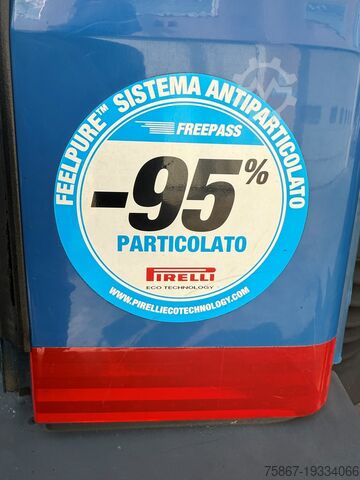 FEELPURE™ SISTEMA ANTIPARTICOLATO
FREEPASS
-95%
PARTICOLATO
PIRELLI
ECO TECHNOLOGY
WWW.PIRELLIECOTECHNOLOGY.COM
75867-19334066